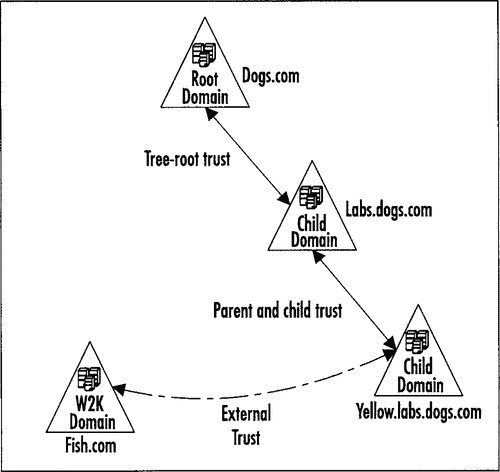 Root
Domain
Dogs.com
Tree-root trust
Child
Domain
Labs.dogs.com
Parent and child trust
Child
Domain
Yellow.labs.dogs.com
W2K
Domain
Fish.com
External
Trust